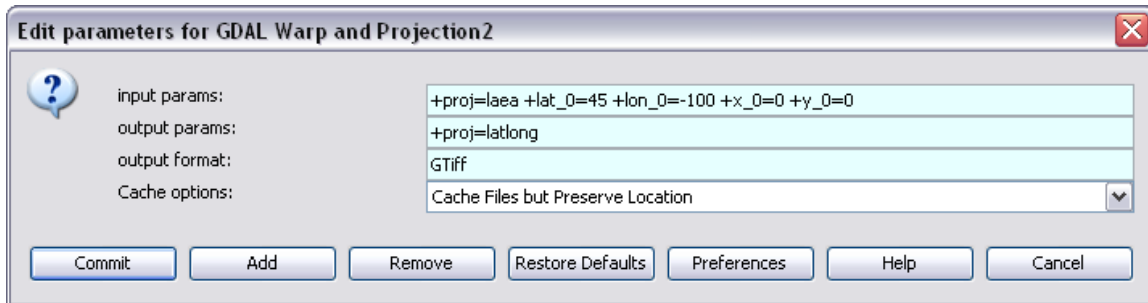 Edit parameters for GDAL Warp and Projection2
input params: +proj=laea +lat_0=45 +lon_0=-100 +x_0=0 +y_0=0
output params: +proj=latlong
output format: GTiff
Cache options: Cache Files but Preserve Location
Commit Add Remove Restore Defaults Preferences Help Cancel